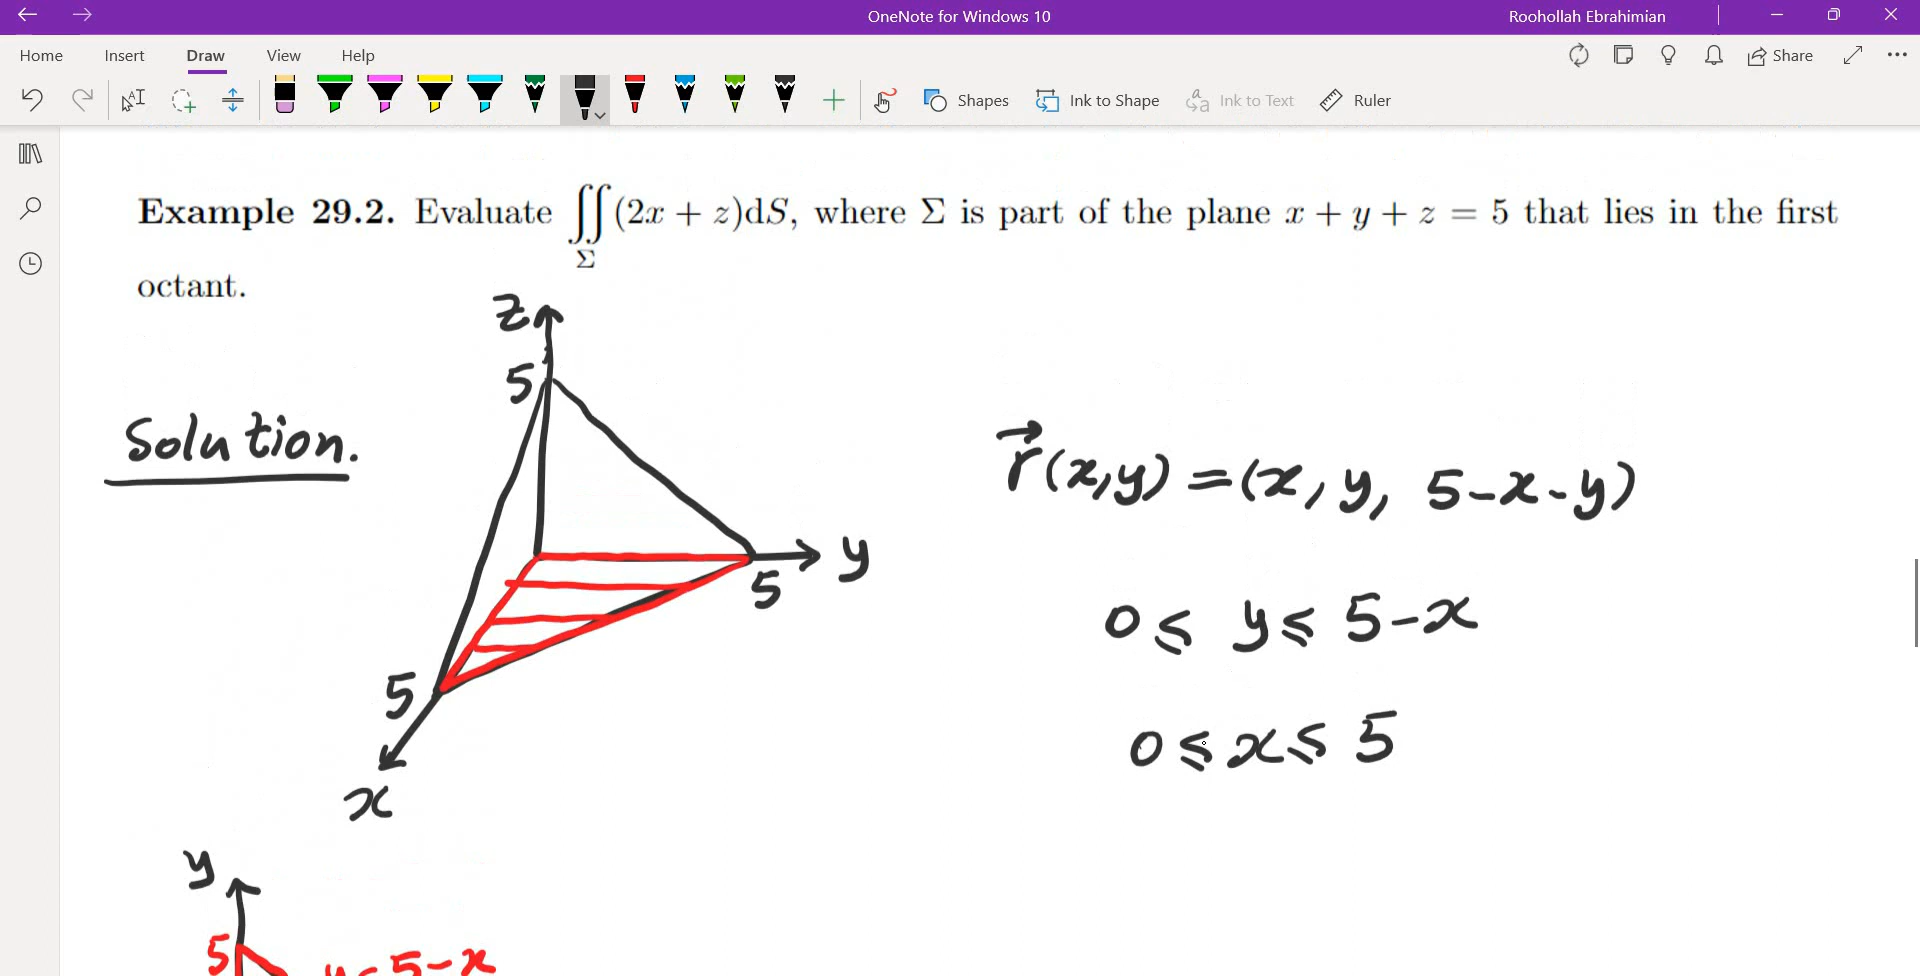 OneNote for Windows 10
Roohollah Ebrahimian
Home Insert Draw View Help
Share
Shapes Ink to Shape Ink to Text Ruler
Example 29.2. Evaluate ∬_Σ (2x + z)dS, where Σ is part of the plane x + y + z = 5 that lies in the first
octant.
z
5
Solution.
r⃗(x,y) = (x, y, 5-x-y)
y
5
0 ≤ y ≤ 5-x
5
0 ≤ x ≤ 5
x
y
5
5-x